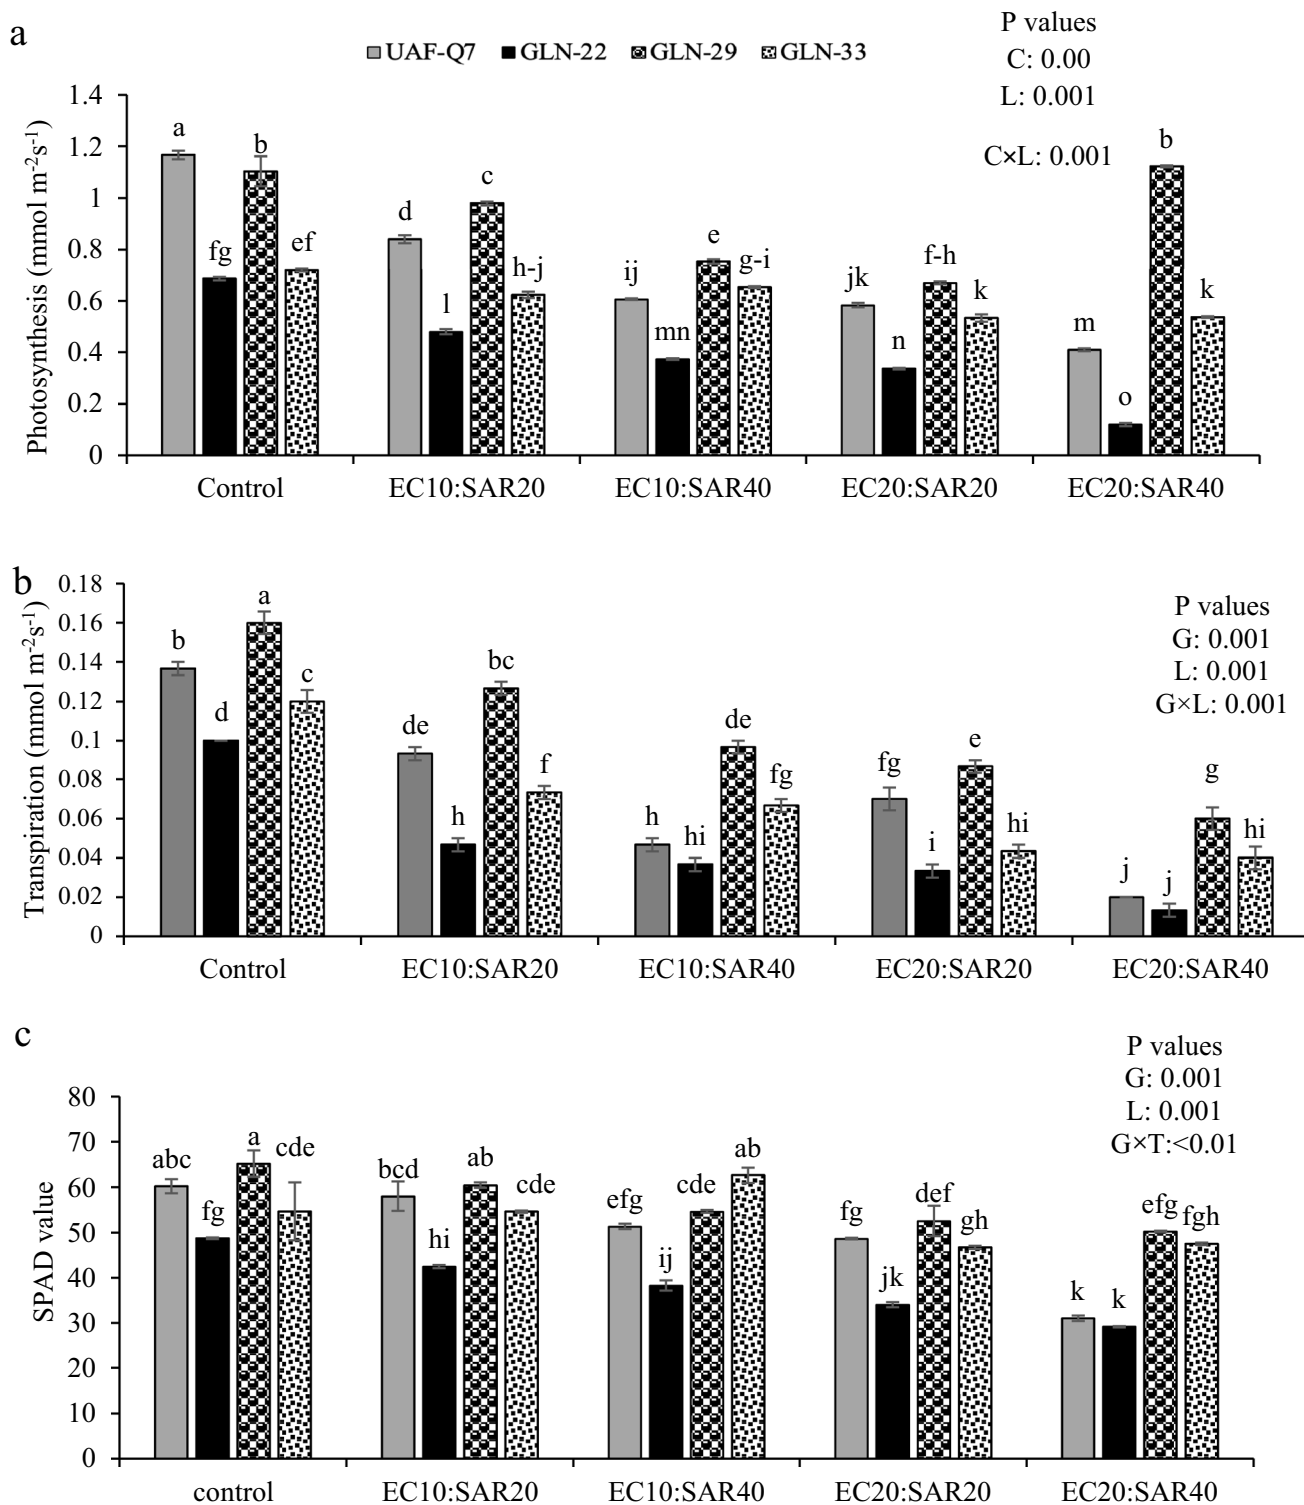 a
UAF-Q7 GLN-22 GLN-29 GLN-33
P values
C: 0.00
L: 0.001
C×L: 0.001
Photosynthesis (mmol m-2s-1)
1.4
1.2
1
0.8
0.6
0.4
0.2
0
a fg b ef
d l c h-j
ij mn e g-i
jk n f-h k
m o b k
Control EC10:SAR20 EC10:SAR40 EC20:SAR20 EC20:SAR40
b
P values
G: 0.001
L: 0.001
G×L: 0.001
Transpiration (mmol m-2s-1)
0.18
0.16
0.14
0.12
0.1
0.08
0.06
0.04
0.02
0
b d a c
de h bc f
h hi de fg
fg i e hi
j j g hi
Control EC10:SAR20 EC10:SAR40 EC20:SAR20 EC20:SAR40
c
P values
G: 0.001
L: 0.001
G×T:<0.01
SPAD value
80
70
60
50
40
30
20
10
0
abc fg a cde
bcd hi ab cde
efg ij cde ab
fg jk def gh
k k efg fgh
control EC10:SAR20 EC10:SAR40 EC20:SAR20 EC20:SAR40